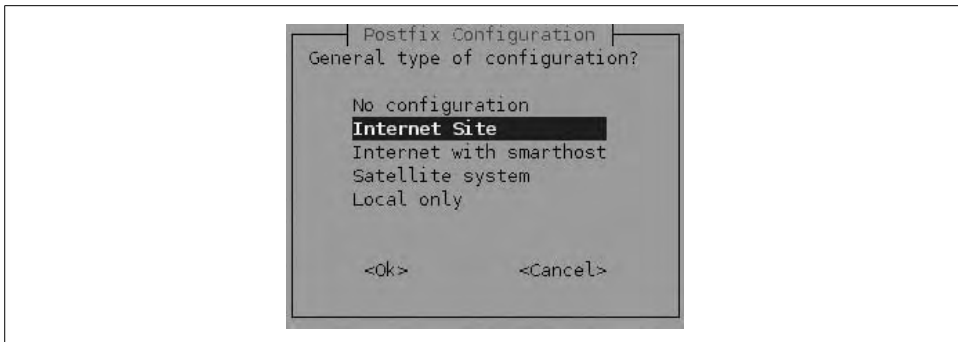 Postfix Configuration
General type of configuration?
No configuration
Internet Site
Internet with smarthost
Satellite system
Local only
<Ok> <Cancel>